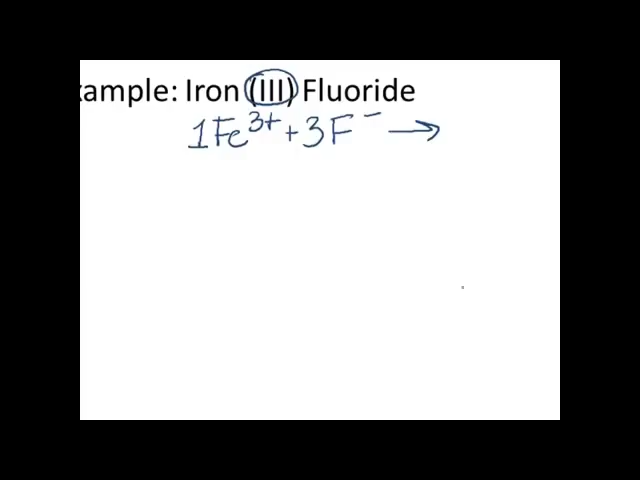 xample: Iron (III) Fluoride
1Fe³⁺ + 3F⁻ →